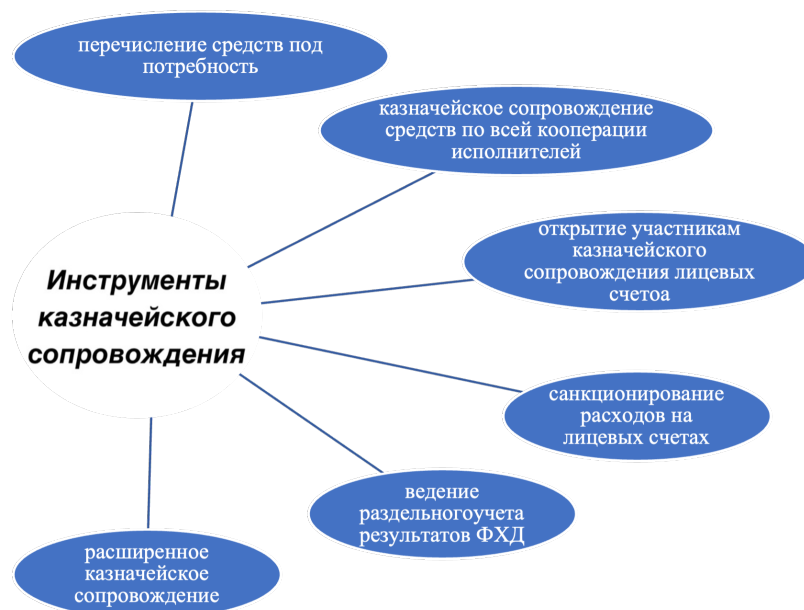 перечисление средств под
потребность
казначейское сопровождение
средств по всей кооперации
исполнителей
открытие участникам
казначейского
сопровождения лицевых
счетоа
Инструменты
казначейского
сопровождения
санкционирование
расходов на
лицевых счетах
ведение
раздельногоучета
результатов ФХД
расширенное
казначейское
сопровождение